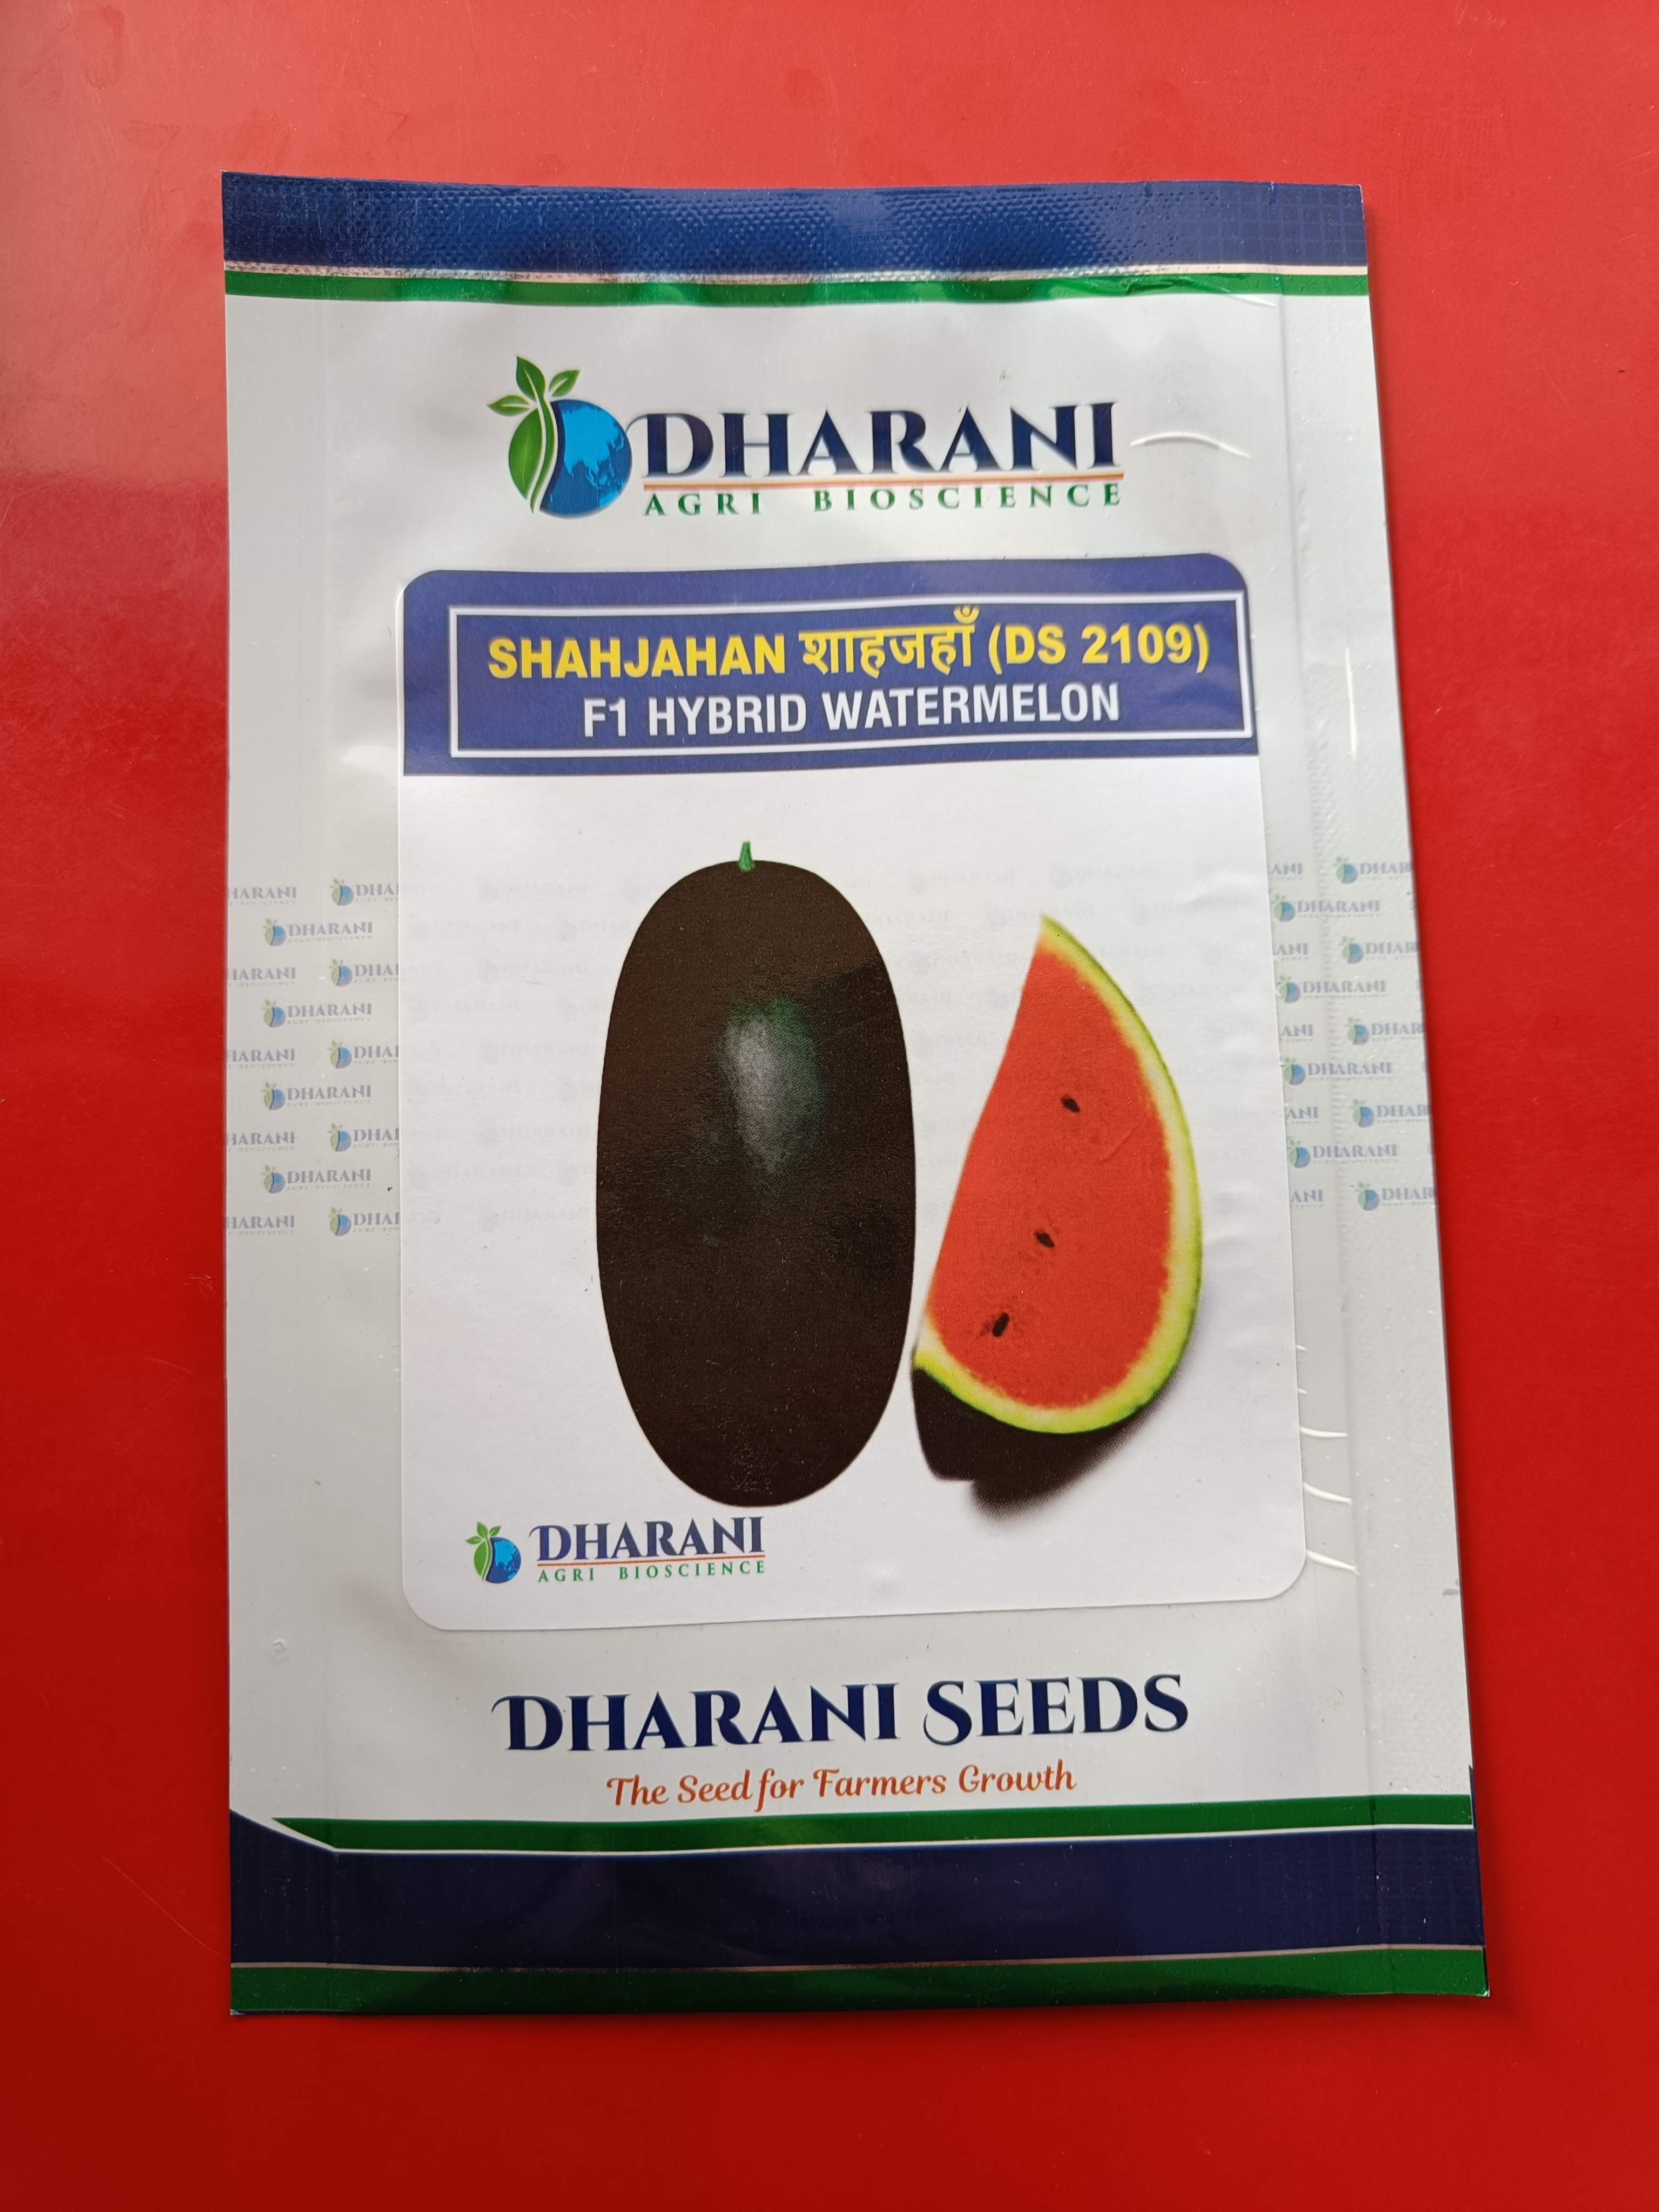 DHARANI
AGRI BIOSCIENCE
SHAHJAHAN शाहजहाँ (DS 2109)
F1 HYBRID WATERMELON
DHARANI
AGRI BIOSCIENCE
DHARANI SEEDS
The Seed for Farmers Growth